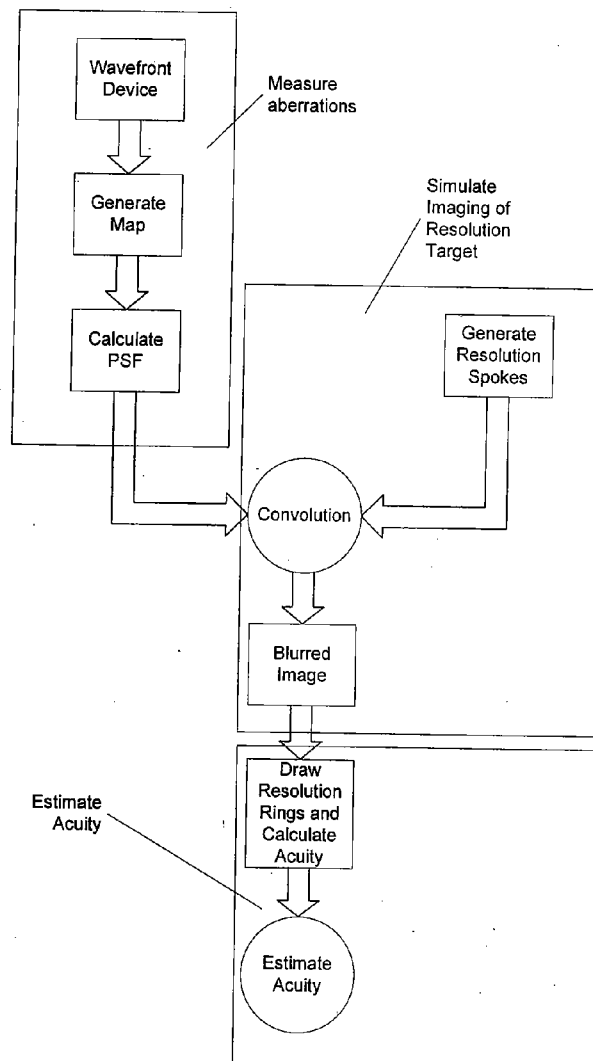 Wavefront
Device
Measure
aberrations
Generate
Map
Simulate
Imaging of
Resolution
Target
Calculate
PSF
Generate
Resolution
Spokes
Convolution
Blurred
Image
Draw
Resolution
Rings and
Calculate
Acuity
Estimate
Acuity
Estimate
Acuity